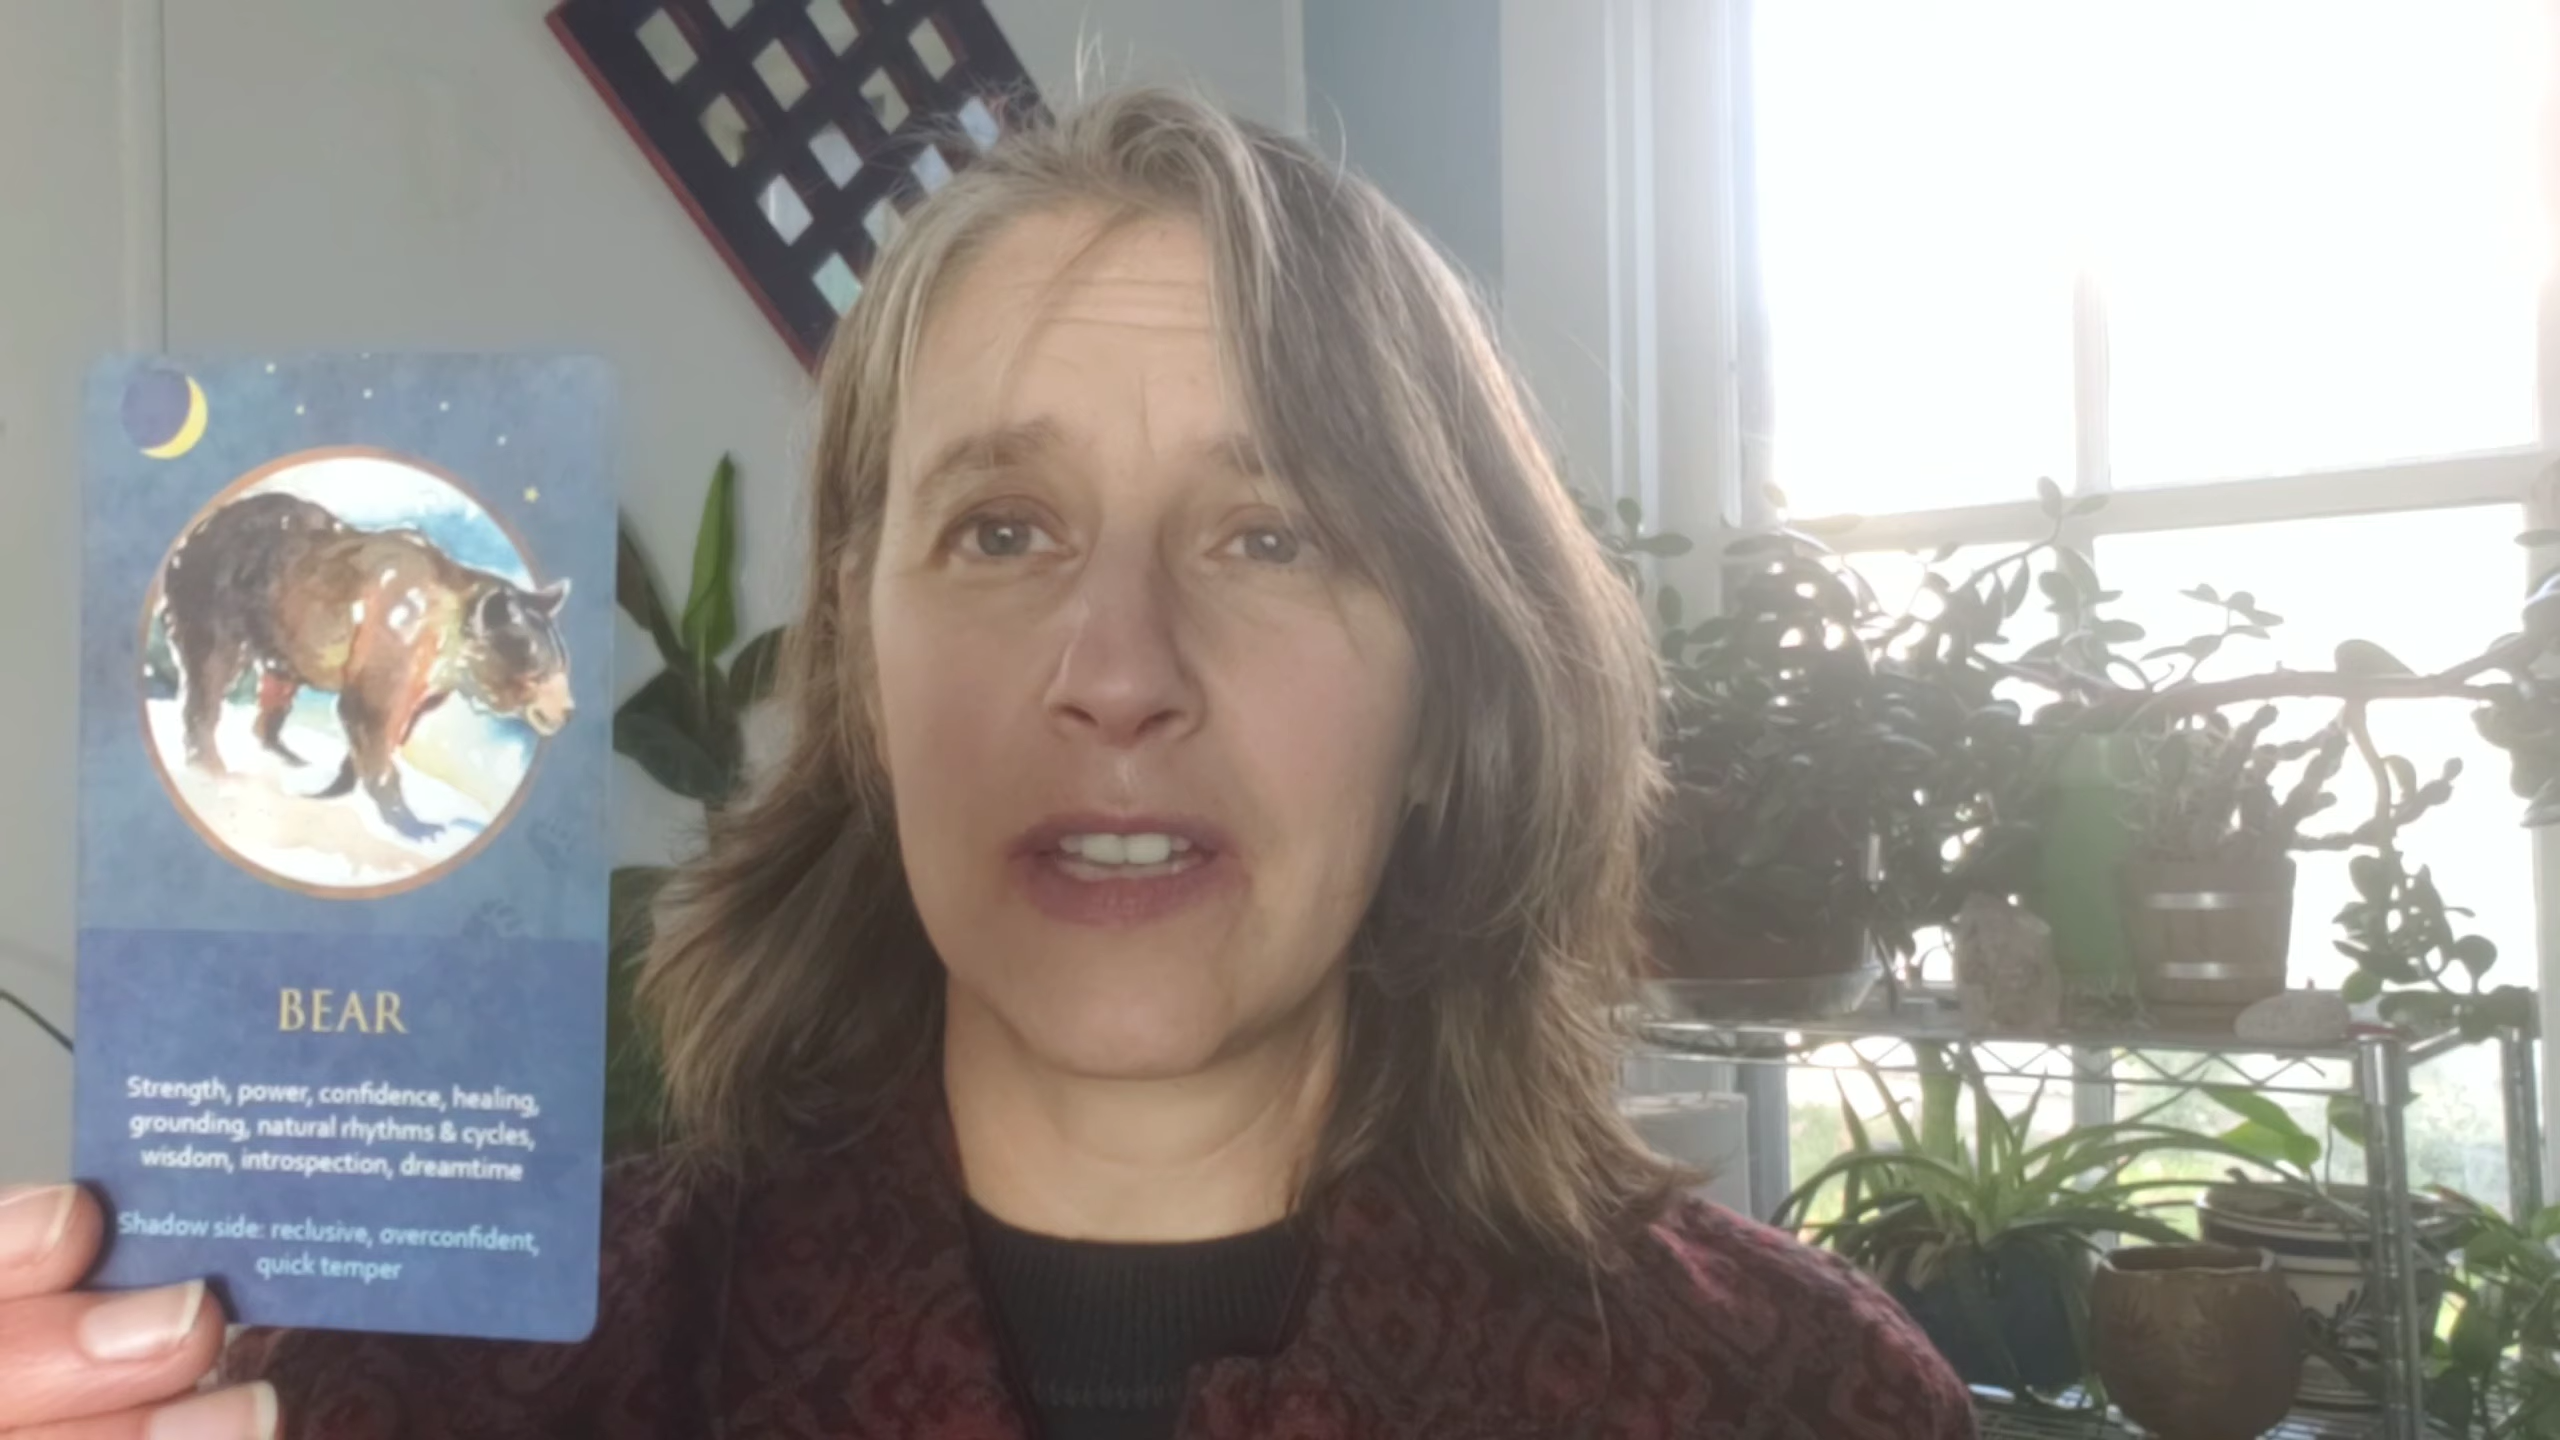 BEAR
Strength, power, confidence, healing,
grounding, natural rhythms & cycles,
wisdom, introspection, dreamtime
Shadow side: reclusive, overconfident,
quick temper